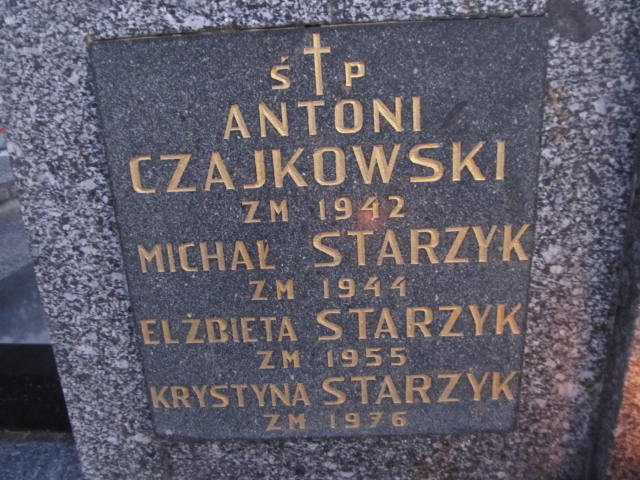 Ś P
ANTONI
CZAJKOWSKI
ZM 1942
MICHAŁ STARZYK
ZM 1944
ELŻBIETA STARZYK
ZM 1955
KRYSTYNA STARZYK
ZM 1976